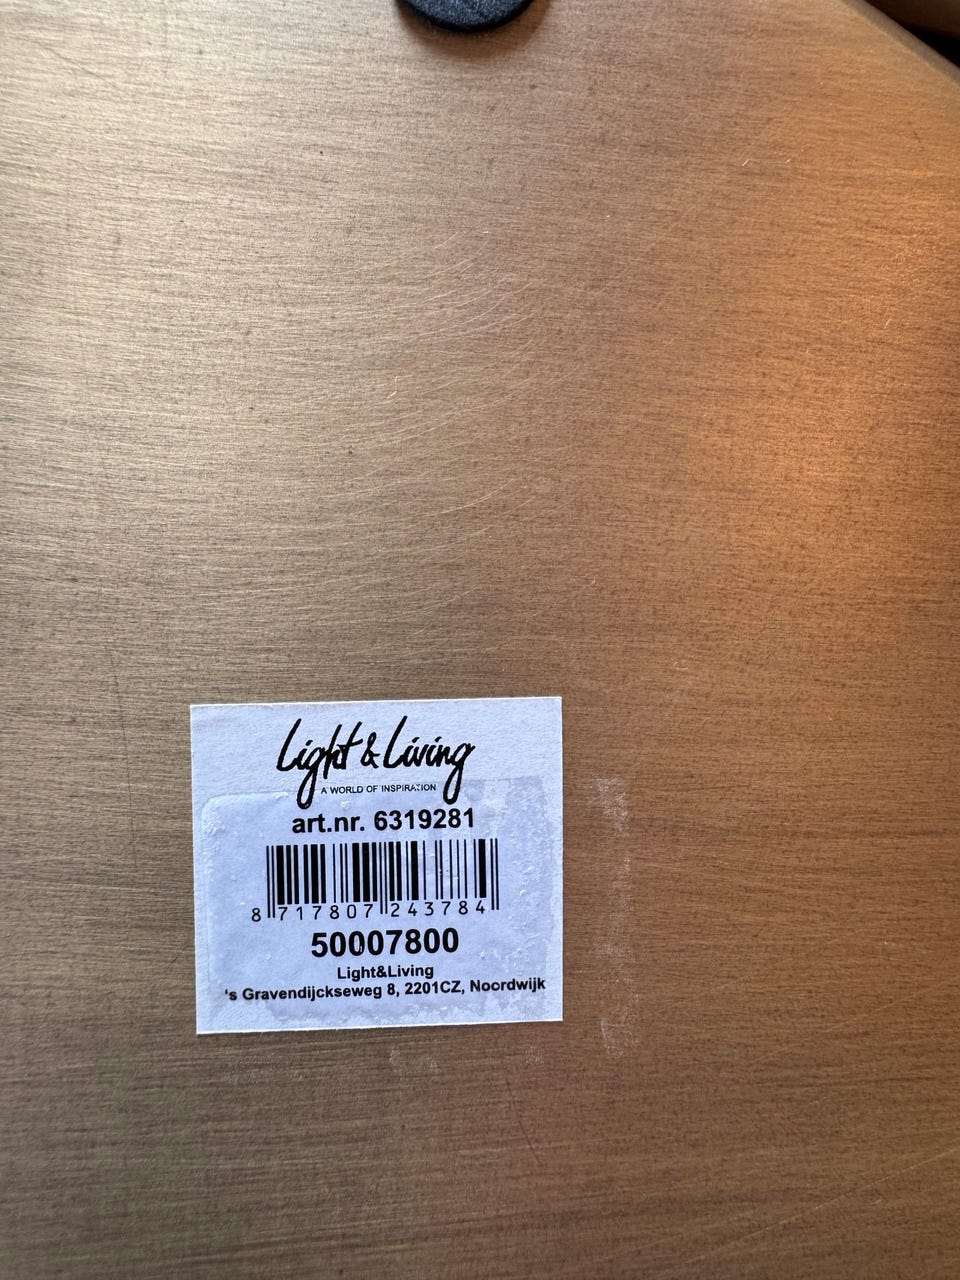 Light & Living
A WORLD OF INSPIRATION
art.nr. 6319281
8 717807 243784
50007800
Light&Living
's Gravendijckseweg 8, 2201CZ, Noordwijk